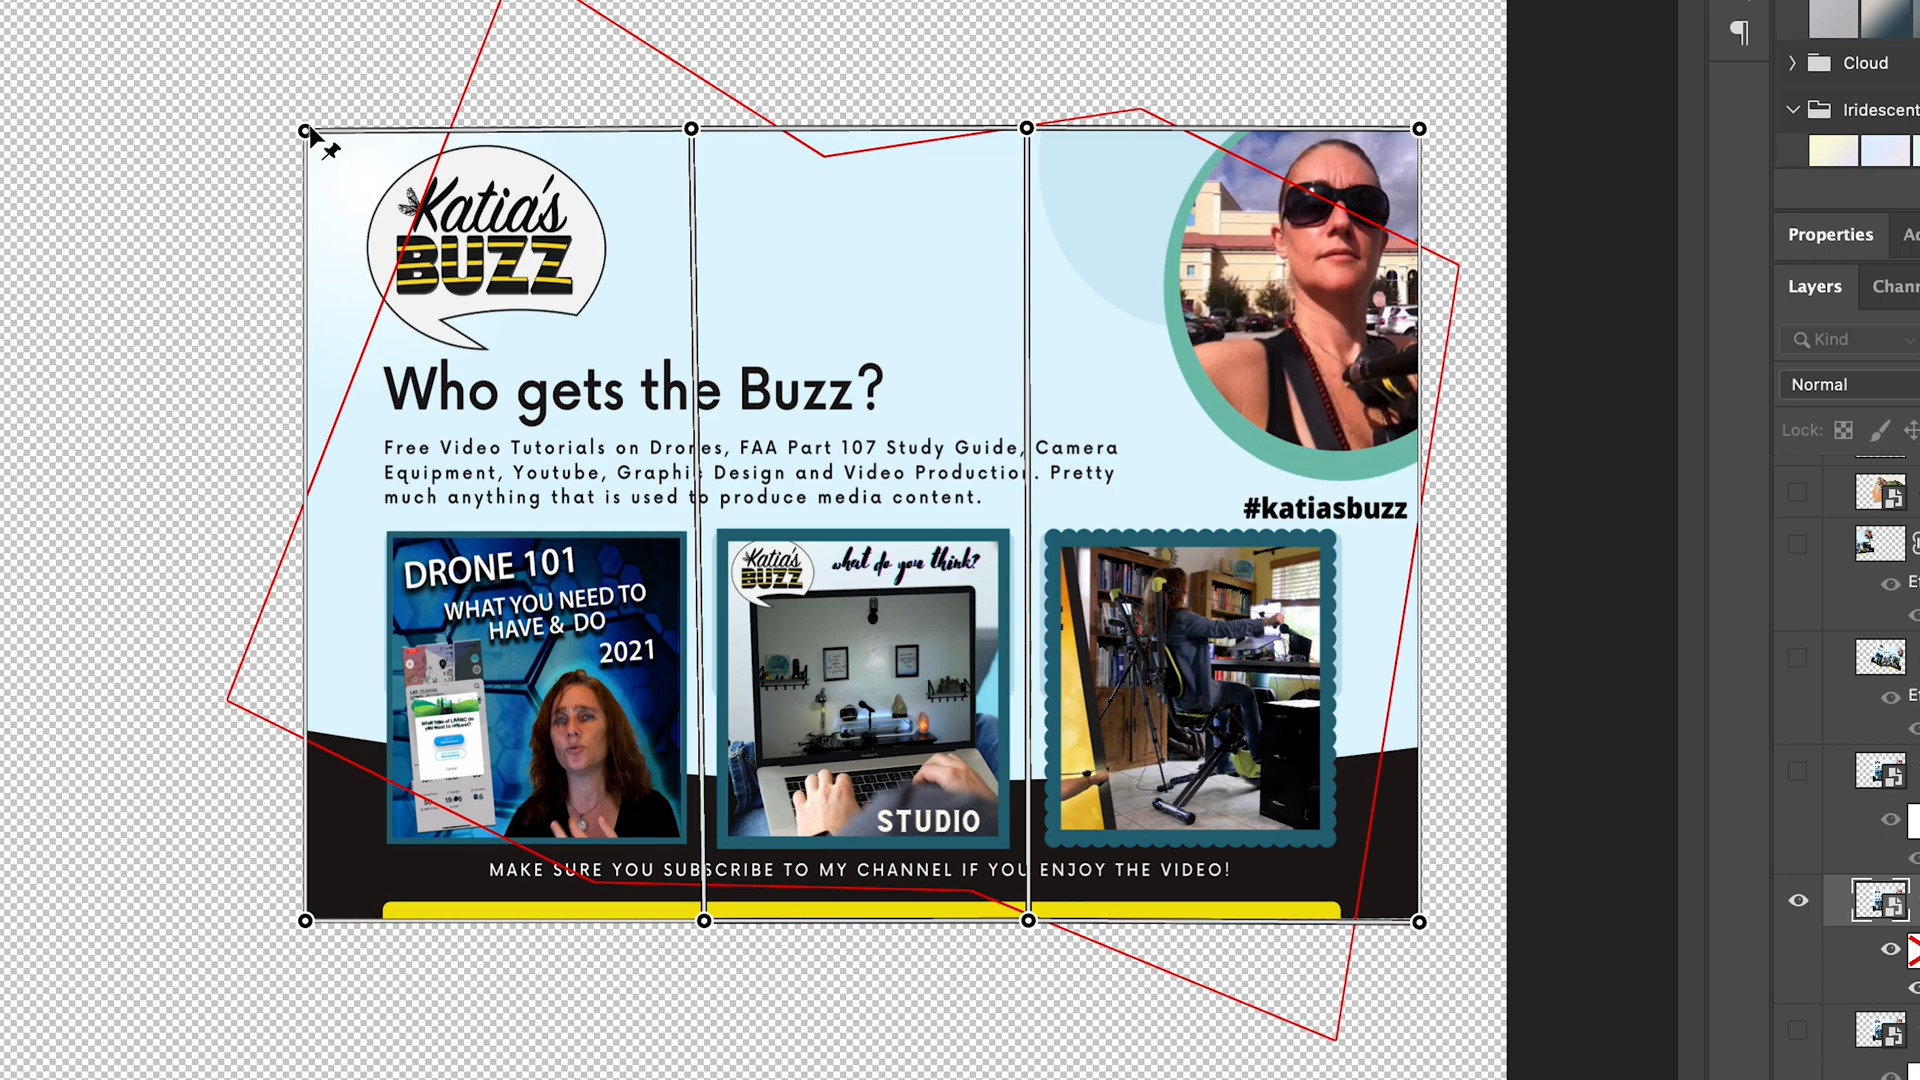 Cloud
Iridescent
Properties
Layers
Kind
Normal
Lock:
Katia's
BUZZ
Who gets the Buzz?
Free Video Tutorials on Drones, FAA Part 107 Study Guide, Camera
Equipment, Youtube, Graphic Design and Video Production. Pretty
much anything that is used to produce media content.
#katiasbuzz
DRONE 101
WHAT YOU NEED TO
HAVE & DO
2021
Katia's
BUZZ
what do you think?
STUDIO
MAKE SURE YOU SUBSCRIBE TO MY CHANNEL IF YOU ENJOY THE VIDEO!